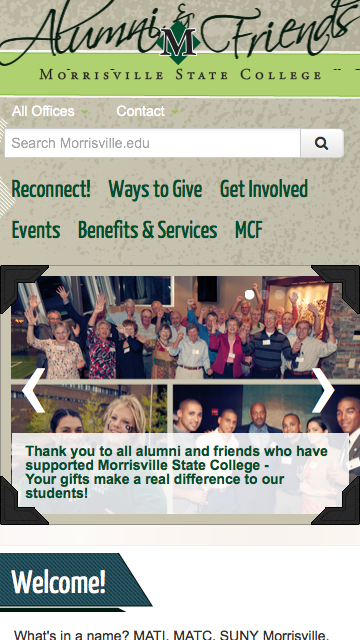 Alumni & Friends
M
MORRISVILLE STATE COLLEGE
All Offices Contact
Search Morrisville.edu
Reconnect! Ways to Give Get Involved
Events Benefits & Services MCF
Thank you to all alumni and friends who have
supported Morrisville State College -
Your gifts make a real difference to our
students!
Welcome!
What's in a name? MATI, MATC, SUNY Morrisville,